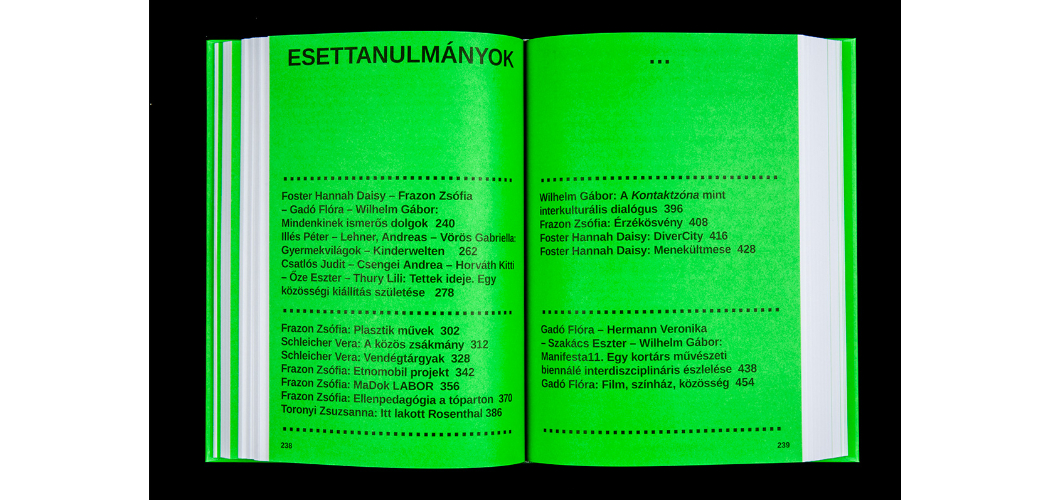 ESETTANULMÁNYOK
Foster Hannah Daisy – Frazon Zsófia
– Gadó Flóra – Wilhelm Gábor:
Mindenkinek ismerős dolgok 240
Illés Péter – Lehner, Andreas – Vörös Gabriella:
Gyermekvilágok – Kinderwelten 262
Csatlós Judit – Csengei Andrea – Horváth Kitti
– Őze Eszter – Thury Lili: Tettek ideje. Egy
közösségi kiállítás születése 278
Frazon Zsófia: Plasztik művek 302
Schleicher Vera: A közös zsákmány 312
Schleicher Vera: Vendégtárgyak 328
Frazon Zsófia: Etnomobil projekt 342
Frazon Zsófia: MaDok LABOR 356
Frazon Zsófia: Ellenpedagógia a tóparton 370
Toronyi Zsuzsanna: Itt lakott Rosenthal 386
238
...
Wilhelm Gábor: A Kontaktzóna mint
interkulturális dialógus 396
Frazon Zsófia: Érzékösvény 408
Foster Hannah Daisy: DiverCity 416
Foster Hannah Daisy: Menekültmese 428
Gadó Flóra – Hermann Veronika
– Szakács Eszter – Wilhelm Gábor:
Manifesta11. Egy kortárs művészeti
biennálé interdiszciplináris észlelése 438
Gadó Flóra: Film, színház, közösség 454
239